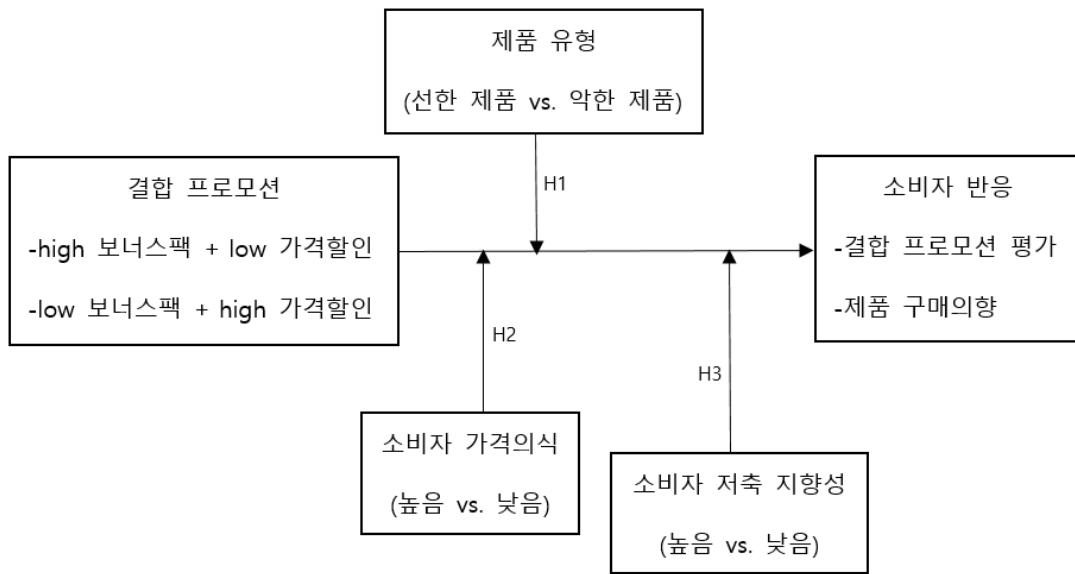 제품 유형
(선한 제품 vs. 악한 제품)
H1
결합 프로모션
-high 보너스팩 + low 가격할인
-low 보너스팩 + high 가격할인
소비자 반응
-결합 프로모션 평가
-제품 구매의향
H2
H3
소비자 가격의식
(높음 vs. 낮음)
소비자 저축 지향성
(높음 vs. 낮음)